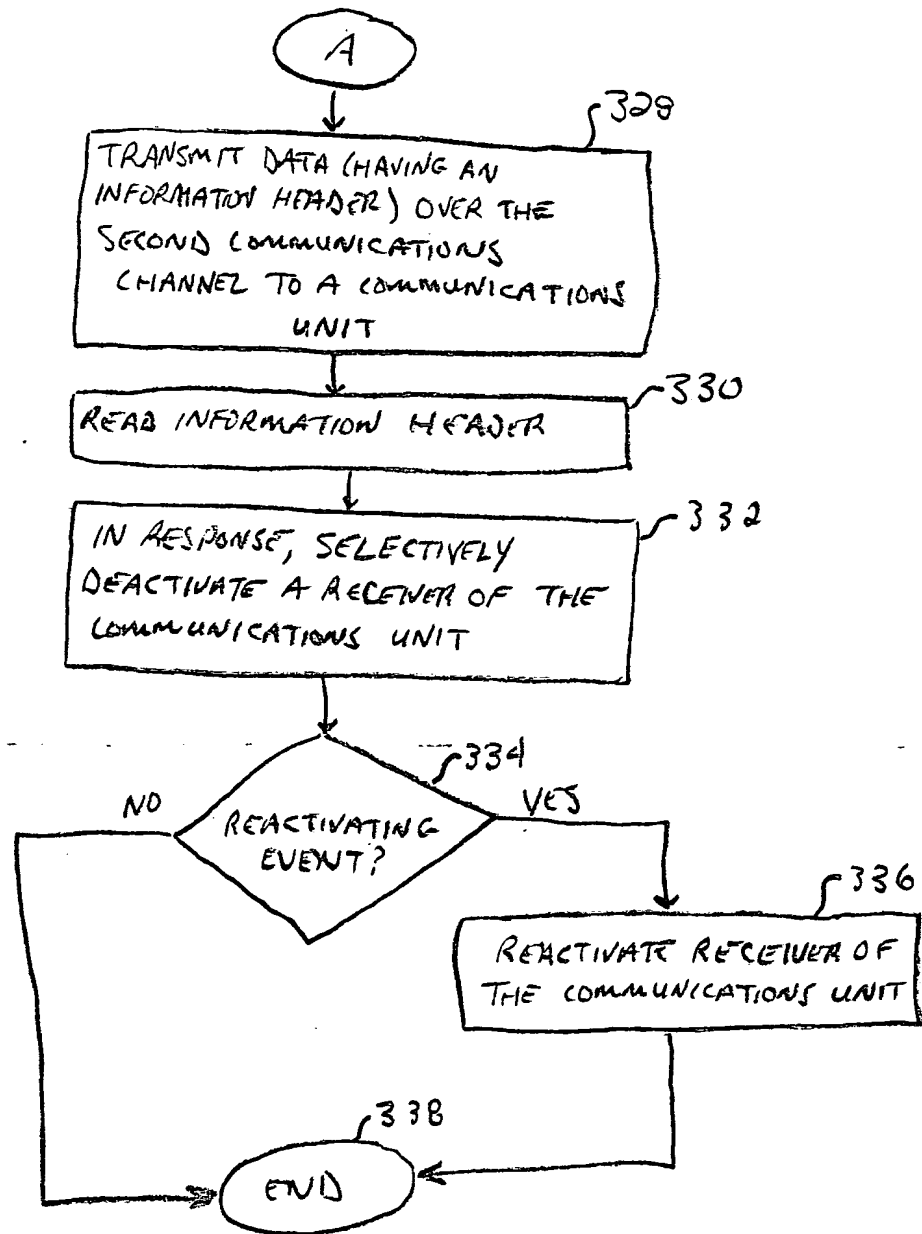 A
328
TRANSMIT DATA (HAVING AN
INFORMATION HEADER) OVER THE
SECOND COMMUNICATIONS
CHANNEL TO A COMMUNICATIONS
UNIT
330
READ INFORMATION HEADER
332
IN RESPONSE, SELECTIVELY
DEACTIVATE A RECEIVER OF THE
COMMUNICATIONS UNIT
334
NO
YES
REACTIVATING
EVENT?
336
REACTIVATE RECEIVER OF
THE COMMUNICATIONS UNIT
338
END